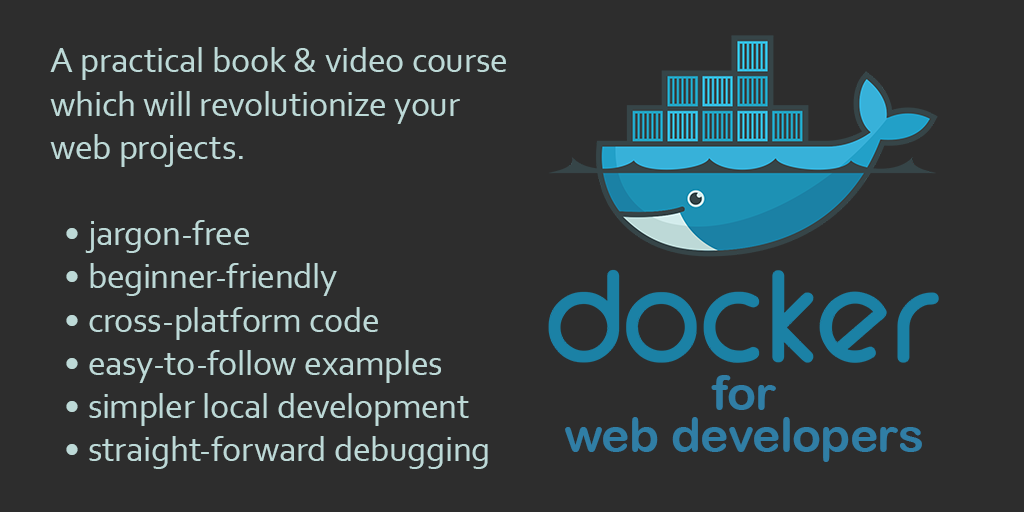 A practical book & video course
which will revolutionize your
web projects.
• jargon-free
• beginner-friendly
• cross-platform code
• easy-to-follow examples
• simpler local development
• straight-forward debugging
docker
for
web developers